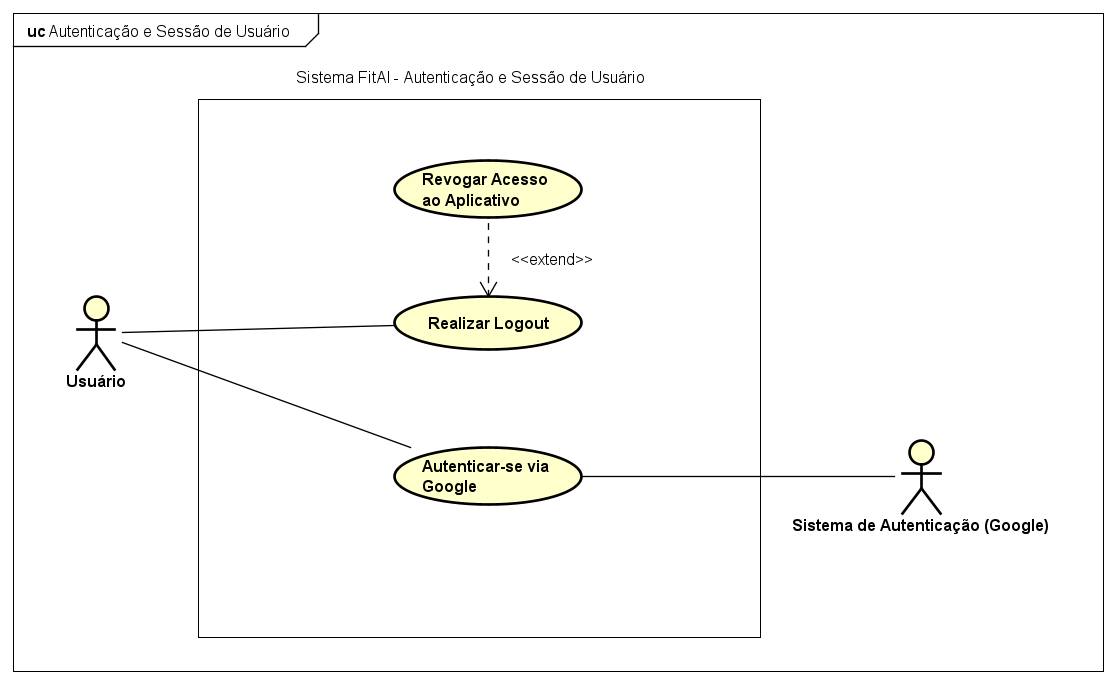 uc Autenticação e Sessão de Usuário
Sistema FitAI - Autenticação e Sessão de Usuário
Revogar Acesso
ao Aplicativo
<<extend>>
Realizar Logout
Usuário
Autenticar-se via
Google
Sistema de Autenticação (Google)